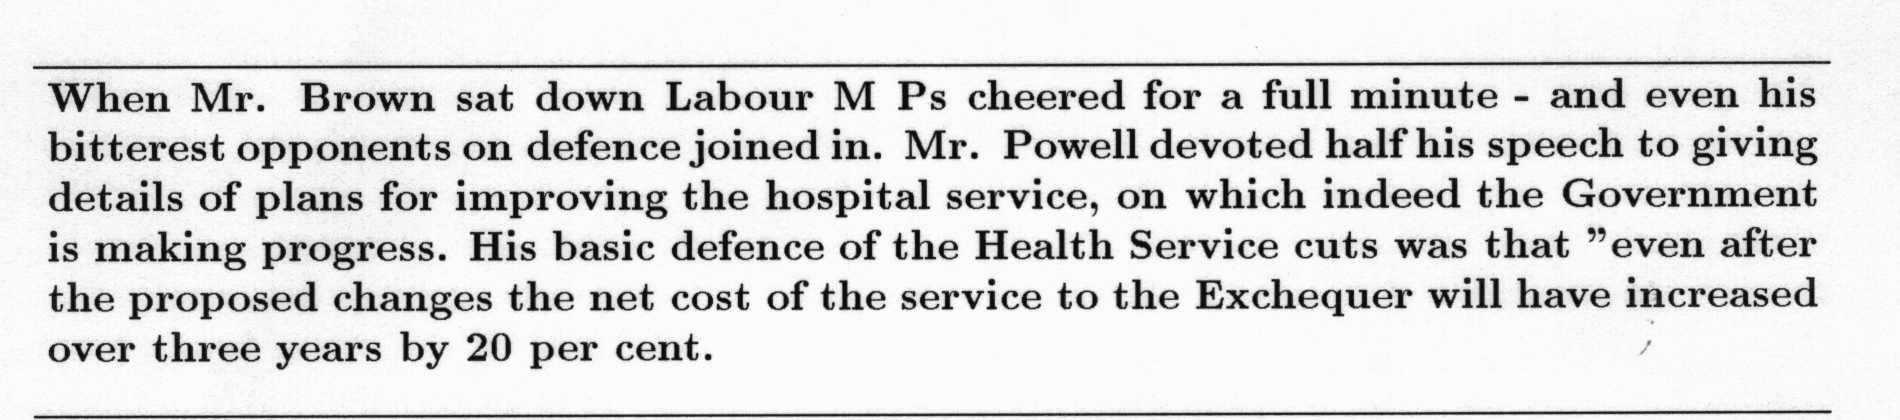 When Mr. Brown sat down Labour M Ps cheered for a full minute - and even his
bitterest opponents on defence joined in. Mr. Powell devoted half his speech to giving
details of plans for improving the hospital service, on which indeed the Government
is making progress. His basic defence of the Health Service cuts was that ”even after
the proposed changes the net cost of the service to the Exchequer will have increased
over three years by 20 per cent.